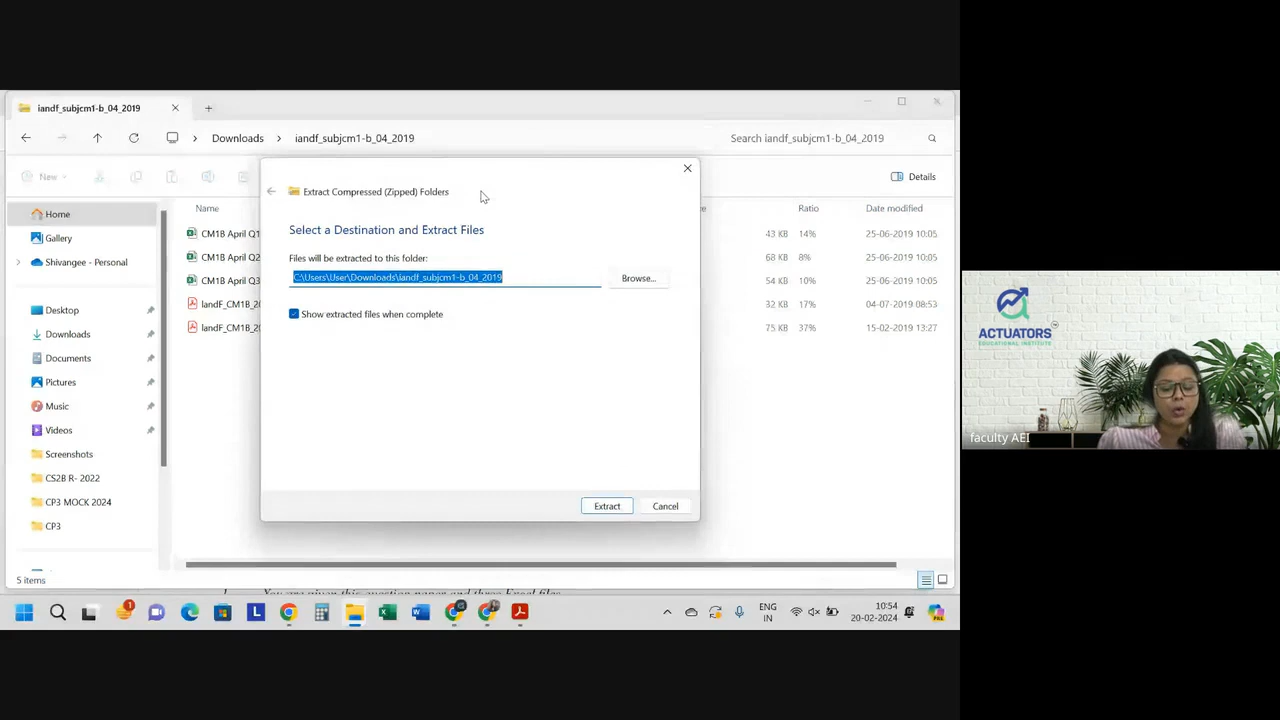 iandf_subjcm1-b_04_2019
Downloads > iandf_subjcm1-b_04_2019
Search iandf_subjcm1-b_04_2019
New
Details
Name
Ratio
Date modified
CM1B April Q1
43 KB 14% 25-06-2019 10:05
CM1B April Q2
68 KB 8% 25-06-2019 10:05
CM1B April Q3
54 KB 10% 25-06-2019 10:05
IandF_CM1B_20
32 KB 17% 04-07-2019 08:53
IandF_CM1B_20
75 KB 37% 15-02-2019 13:27
Home
Gallery
Shivangee - Personal
Desktop
Downloads
Documents
Pictures
Music
Videos
Screenshots
CS2B R- 2022
CP3 MOCK 2024
CP3
5 items
Extract Compressed (Zipped) Folders
Select a Destination and Extract Files
Files will be extracted to this folder:
C:\Users\User\Downloads\iandf_subjcm1-b_04_2019
Browse...
Show extracted files when complete
Extract
Cancel
ENG
IN
10:54
20-02-2024
ACTUATORS
EDUCATIONAL INSTITUTE
faculty AEI